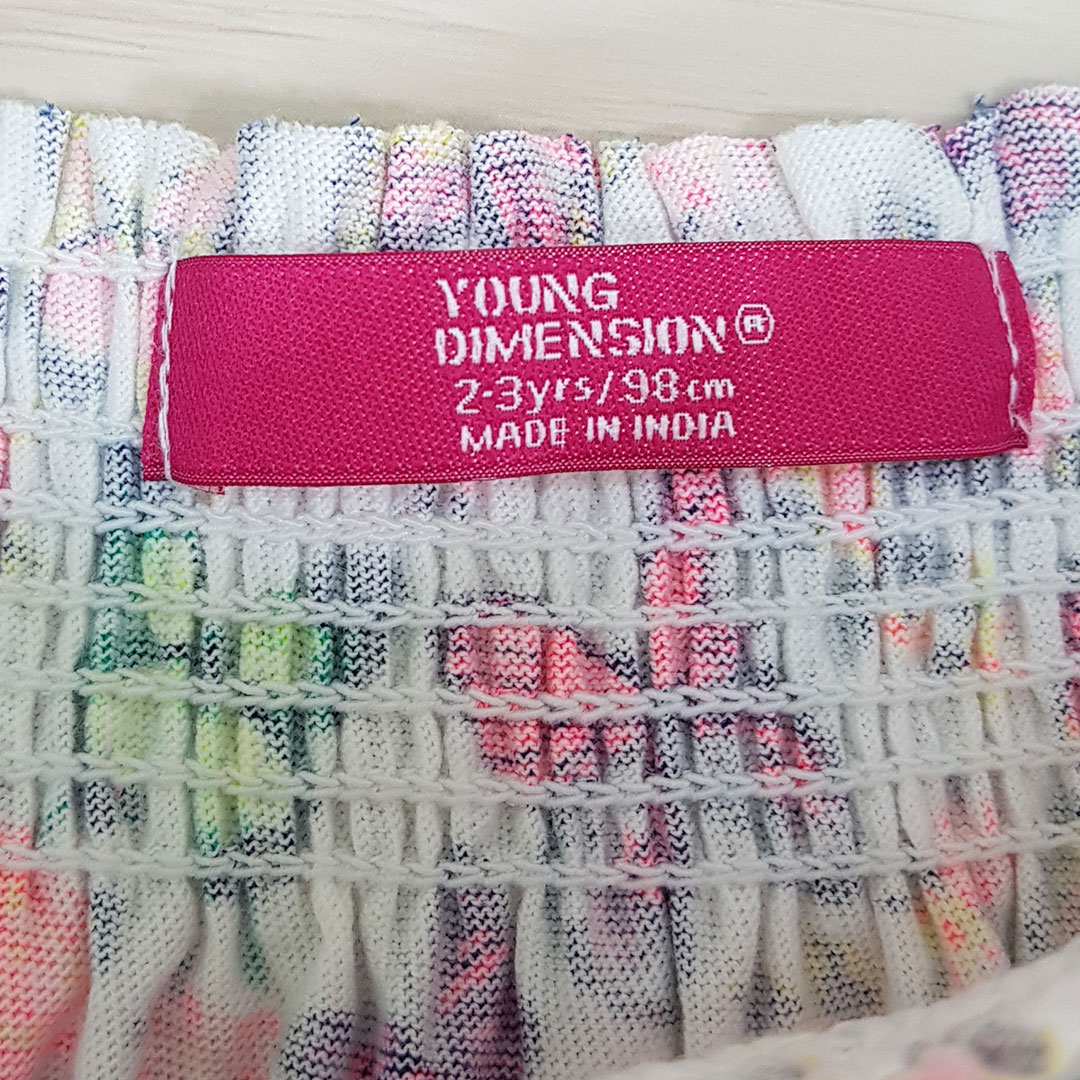 YOUNG
DIMENSION®
2-3yrs/98cm
MADE IN INDIA